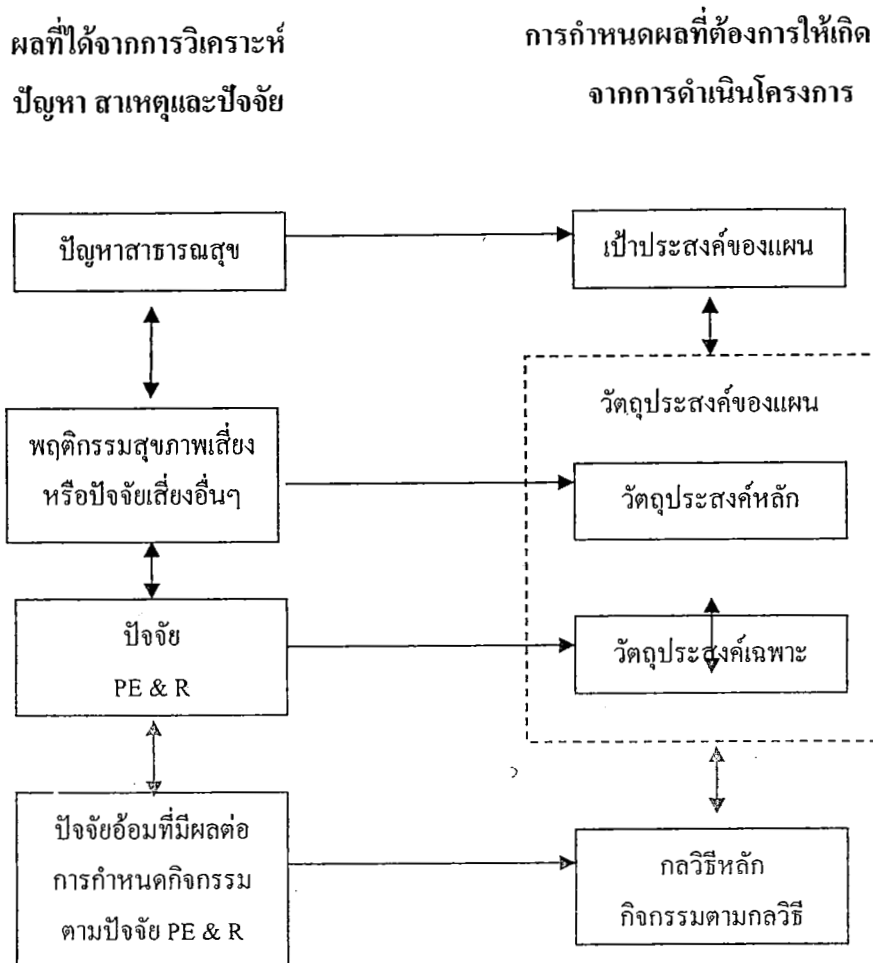 ผลที่ได้จากการวิเคราะห์
ปัญหา สาเหตุและปัจจัย
การกำหนดผลที่ต้องการให้เกิด
จากการดำเนินโครงการ
ปัญหาสาธารณสุข
เป้าประสงค์ของแผน
วัตถุประสงค์ของแผน
พฤติกรรมสุขภาพเสี่ยง
หรือปัจจัยเสี่ยงอื่นๆ
วัตถุประสงค์หลัก
ปัจจัย
PE & R
วัตถุประสงค์เฉพาะ
ปัจจัยอ้อมที่มีผลต่อ
การกำหนดกิจกรรม
ตามปัจจัย PE & R
กลวิธีหลัก
กิจกรรมตามกลวิธี